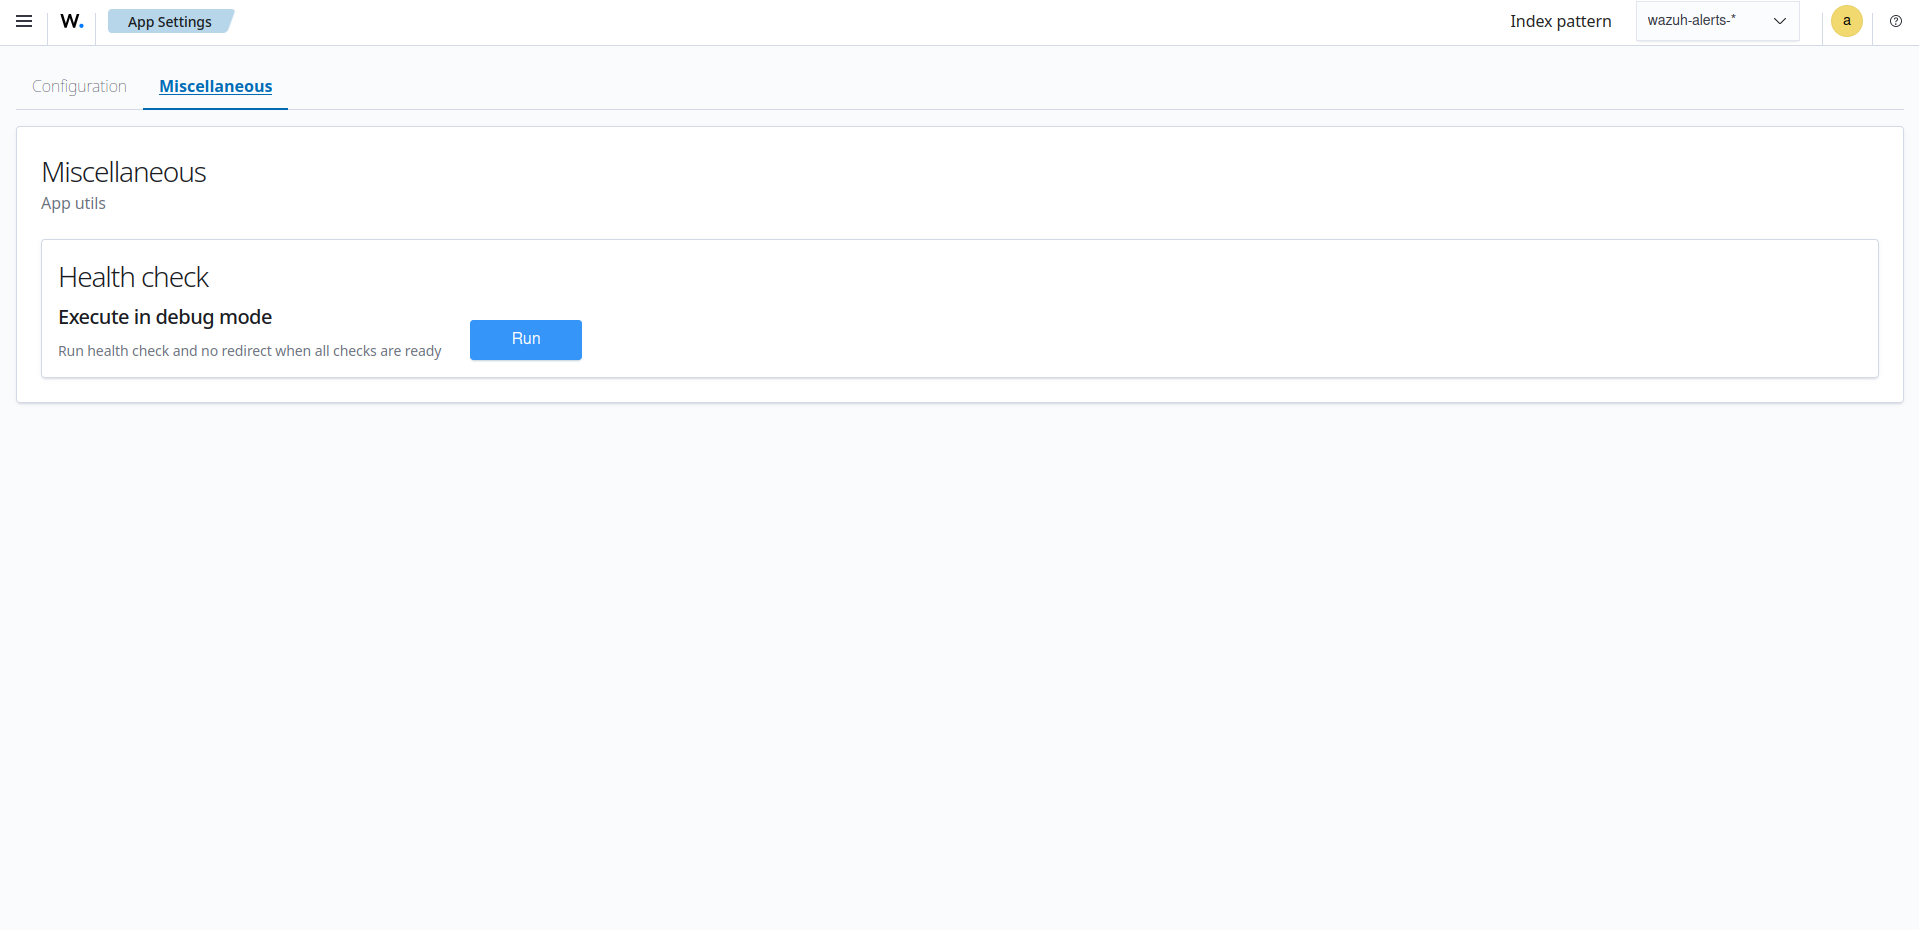 W. App Settings Index pattern wazuh-alerts-* a
Configuration Miscellaneous
Miscellaneous
App utils
Health check
Execute in debug mode
Run health check and no redirect when all checks are ready
Run